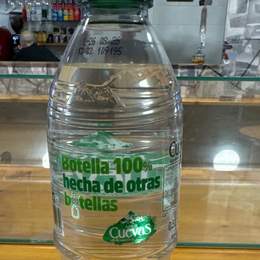 Botella 100%
hecha de otras
botellas
Cuevas